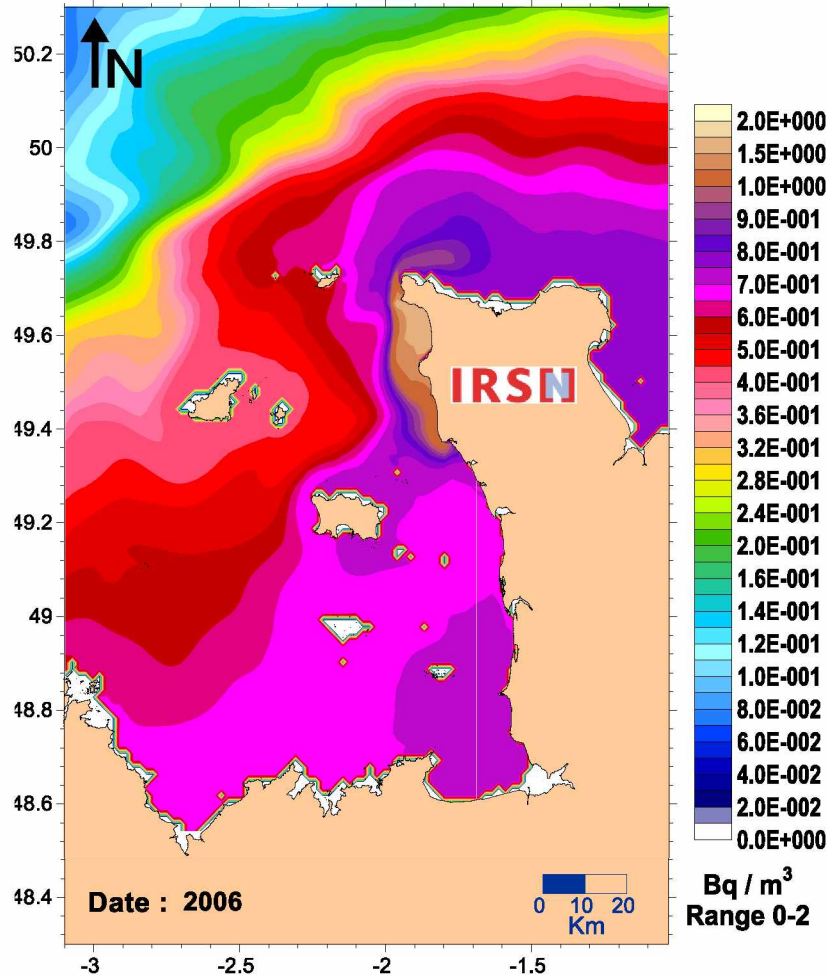 N
50.2
50
49.8
49.6
49.4
49.2
49
48.8
48.6
48.4
-3
-2.5
-2
-1.5
IRSN
Date : 2006
0 10 20
Km
2.0E+000
1.5E+000
1.0E+000
9.0E-001
8.0E-001
7.0E-001
6.0E-001
5.0E-001
4.0E-001
3.6E-001
3.2E-001
2.8E-001
2.4E-001
2.0E-001
1.6E-001
1.2E-001
1.0E-001
8.0E-002
6.0E-002
4.0E-002
2.0E-002
0.0E+000
Bq / m³
Range 0-2